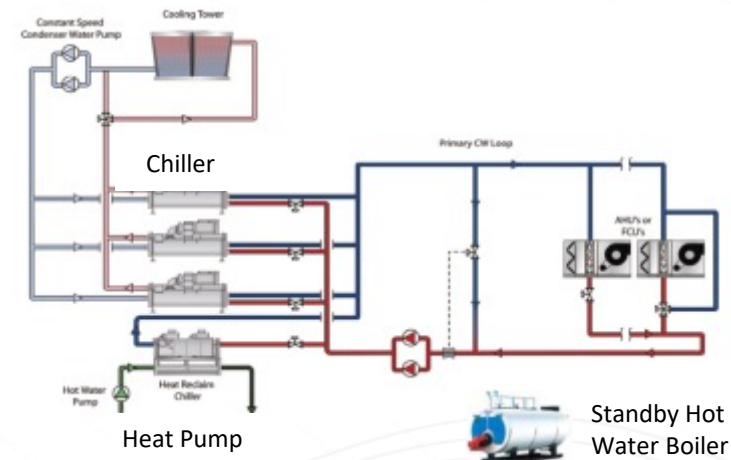 Cooling Tower
Constant Speed
Condenser Water Pump
Chiller
Primary CW Loop
AHU's or
FCU's
Hot Water
Pump
Heat Reclaim
Chiller
Heat Pump
Standby Hot
Water Boiler